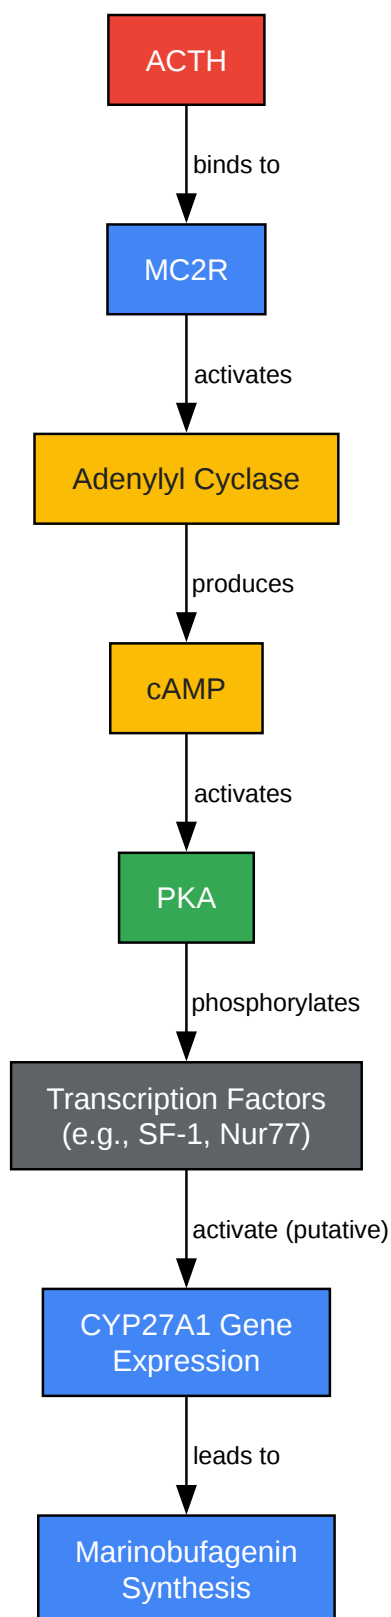 ACTH
binds to
MC2R
activates
Adenylyl Cyclase
produces
cAMP
activates
PKA
phosphorylates
Transcription Factors
(e.g., SF-1, Nur77)
activate (putative)
CYP27A1 Gene
Expression
leads to
Marinobufagenin
Synthesis